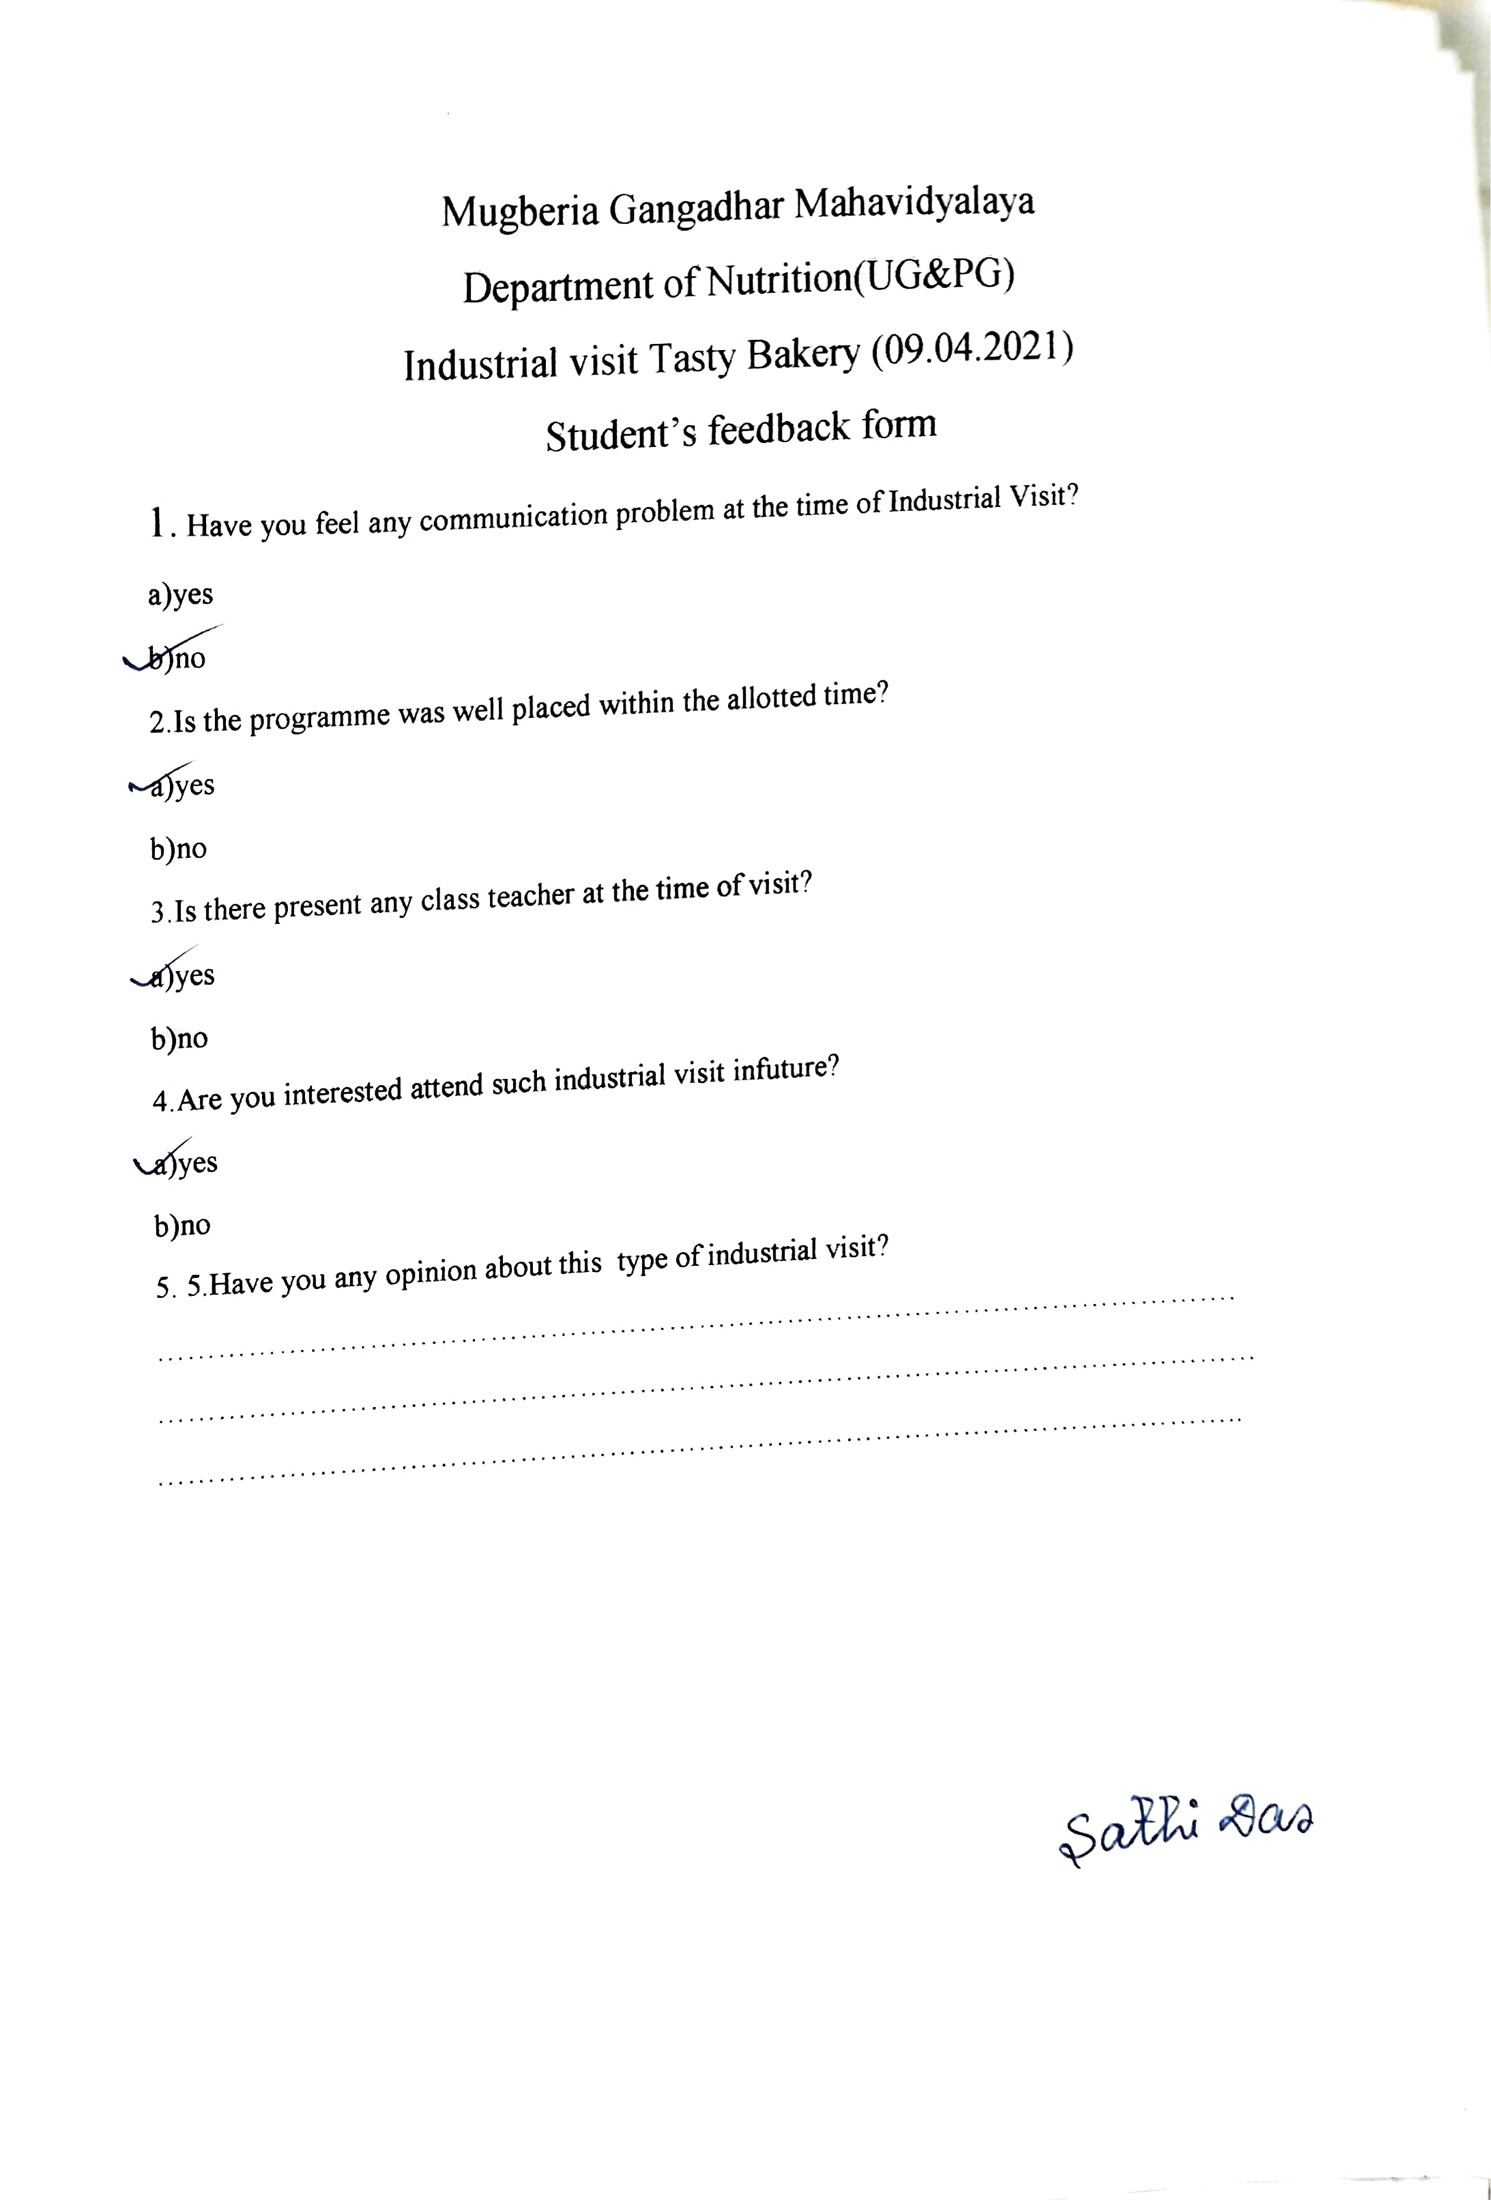 Mugberia Gangadhar Mahavidyalaya
Department of Nutrition(UG&PG)
Industrial visit Tasty Bakery (09.04.2021)
Student’s feedback form
1. Have you feel any communication problem at the time of Industrial Visit?
a)yes
b)no
2.Is the programme was well placed within the allotted time?
a)yes
b)no
3.Is there present any class teacher at the time of visit?
a)yes
b)no
4.Are you interested attend such industrial visit infuture?
a)yes
b)no
5. 5.Have you any opinion about this  type of industrial visit?
Sathi Das